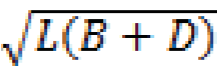 √L(B + D)